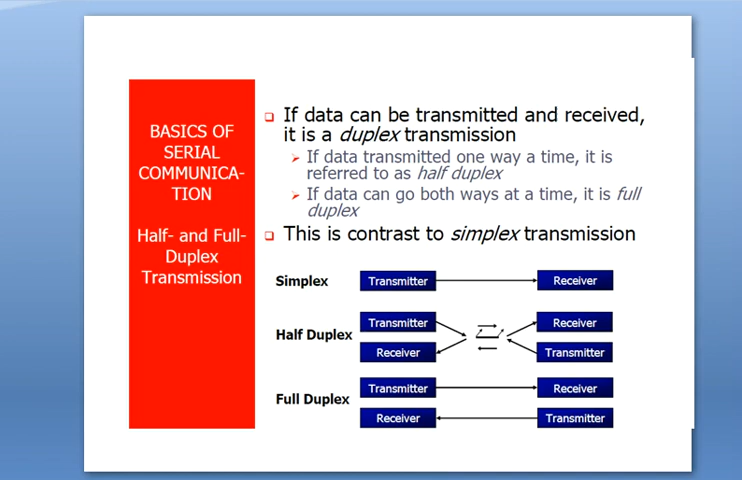 BASICS OF
SERIAL
COMMUNICA-
TION
Half- and Full-
Duplex
Transmission
If data can be transmitted and received,
it is a duplex transmission
If data transmitted one way a time, it is
referred to as half duplex
If data can go both ways at a time, it is full
duplex
This is contrast to simplex transmission
Simplex Transmitter Receiver
Transmitter Receiver
Half Duplex
Receiver Transmitter
Transmitter Receiver
Full Duplex
Receiver Transmitter